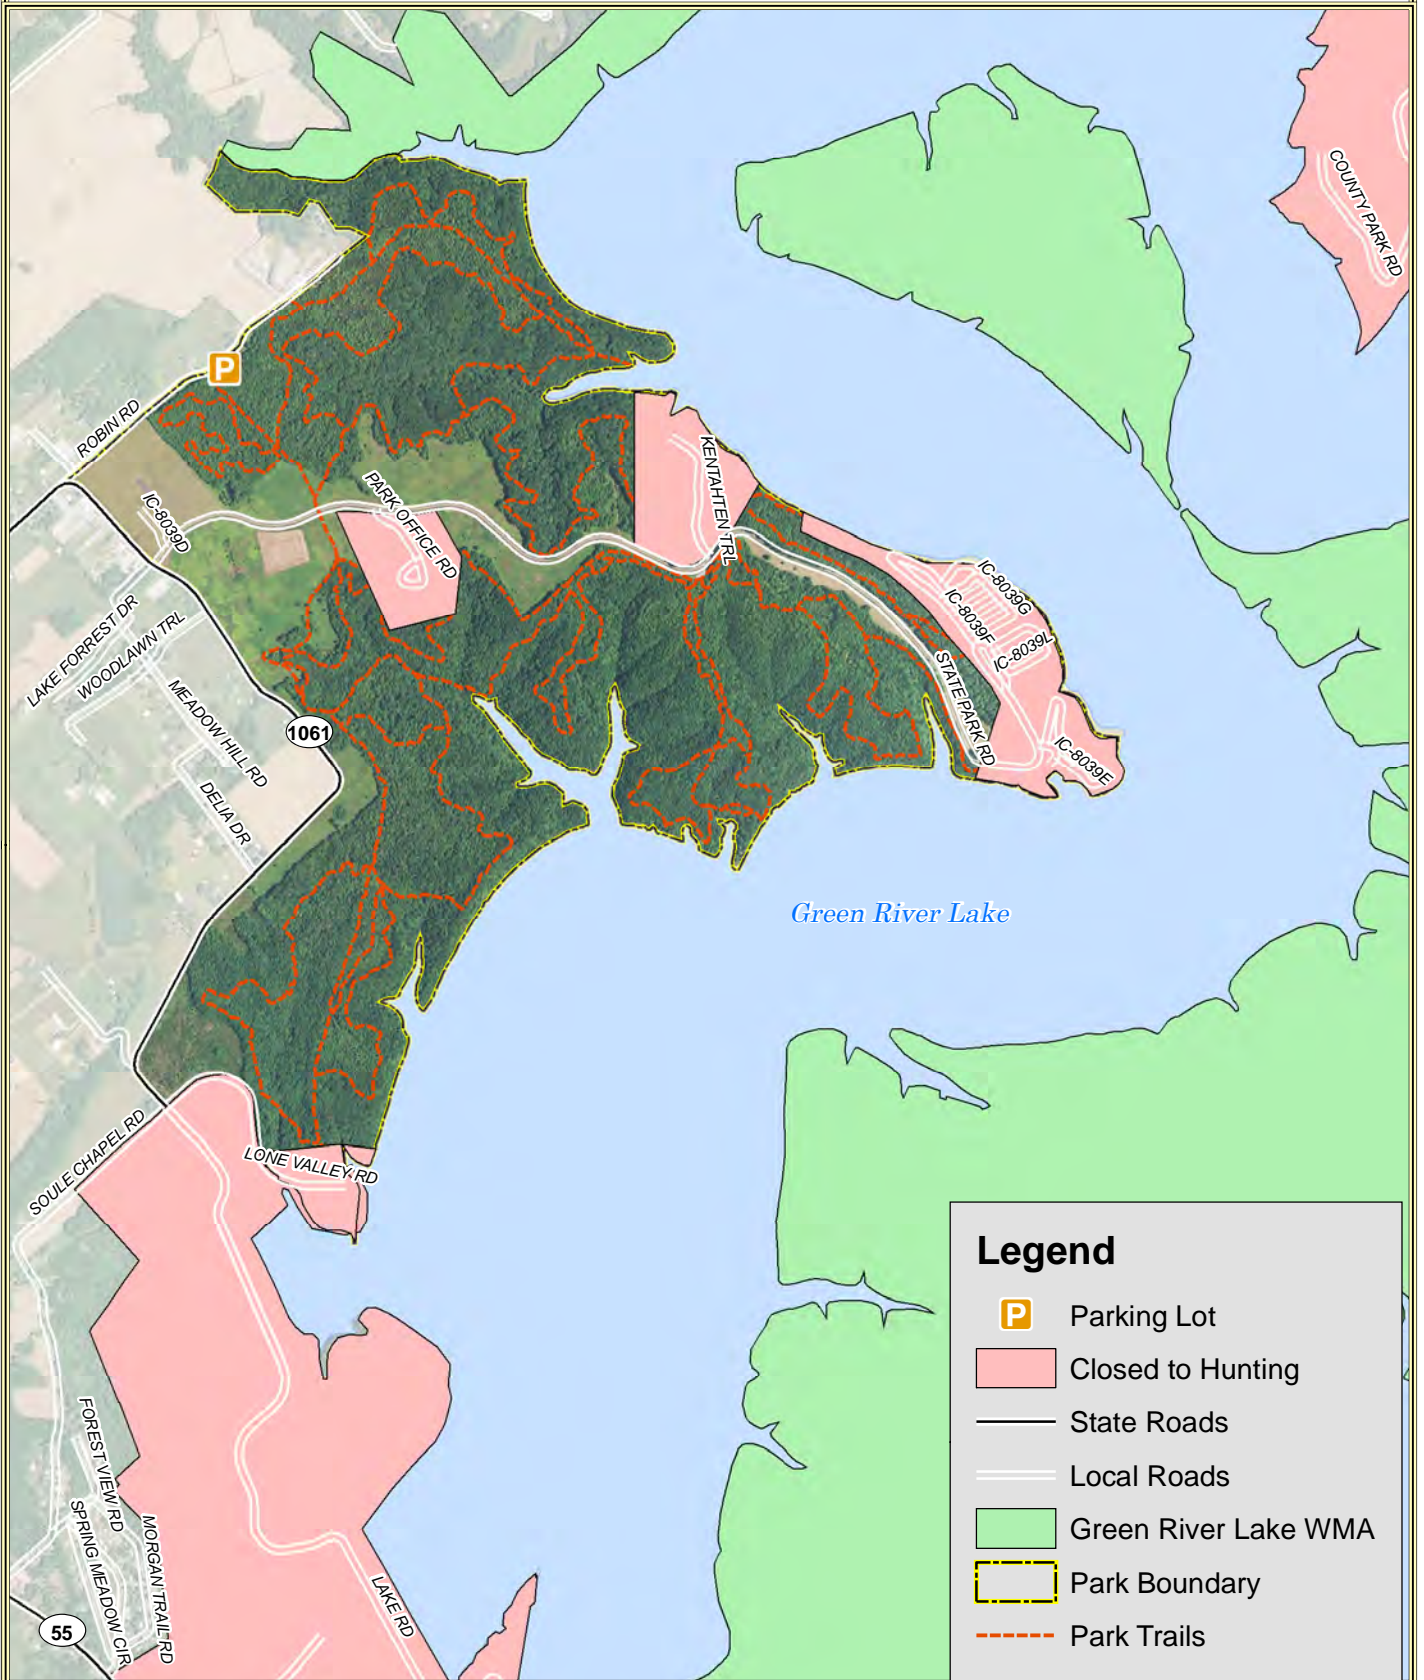 COUNTY PARK RD
P
ROBIN RD
KENTAHTEN TRL
PARK OFFICE RD
IC-8039D
IC-8039G
IC-8039F
IC-8039L
LAKE FORREST DR
WOODLAWN TRL
STATE PARK RD
MEADOW HILL RD
1061
IC-8039E
DELIA DR
Green River Lake
SOULE CHAPEL RD
LONE VALLEY RD
FOREST VIEW RD
SPRING MEADOW CIR
MORGAN TRAIL RD
LAKE RD
55
Legend
P Parking Lot
Closed to Hunting
State Roads
Local Roads
Green River Lake WMA
Park Boundary
Park Trails